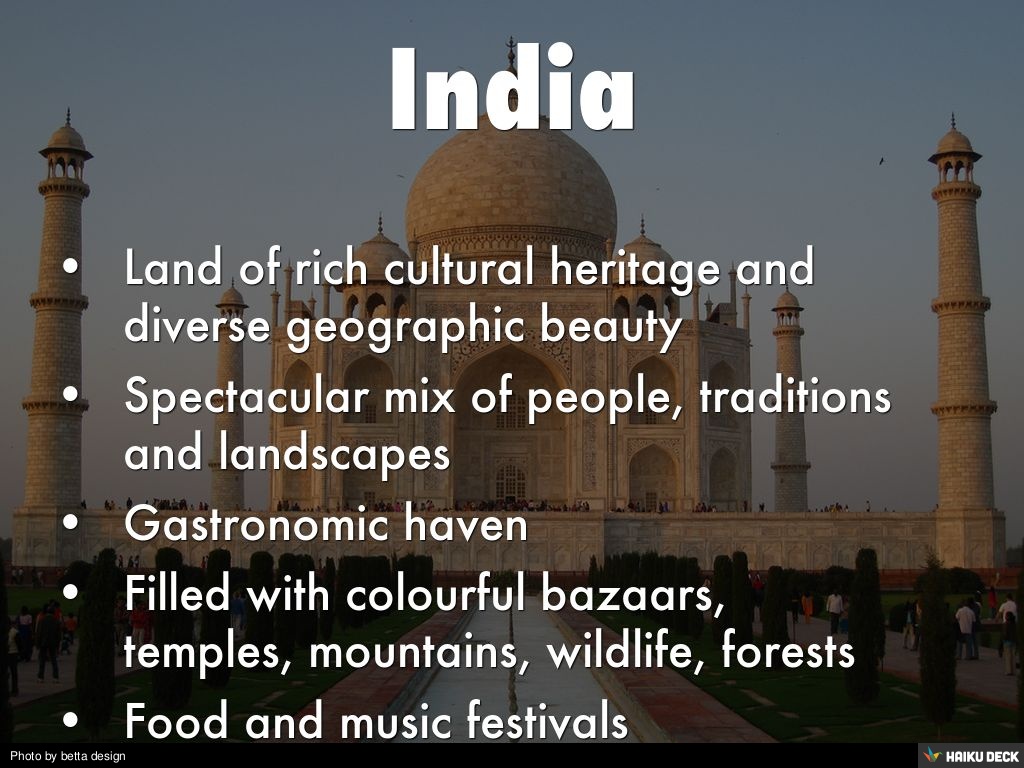 India
• Land of rich cultural heritage and
diverse geographic beauty
• Spectacular mix of people, traditions
and landscapes
• Gastronomic haven
• Filled with colourful bazaars,
temples, mountains, wildlife, forests
• Food and music festivals
Photo by betta design
HAIKU DECK